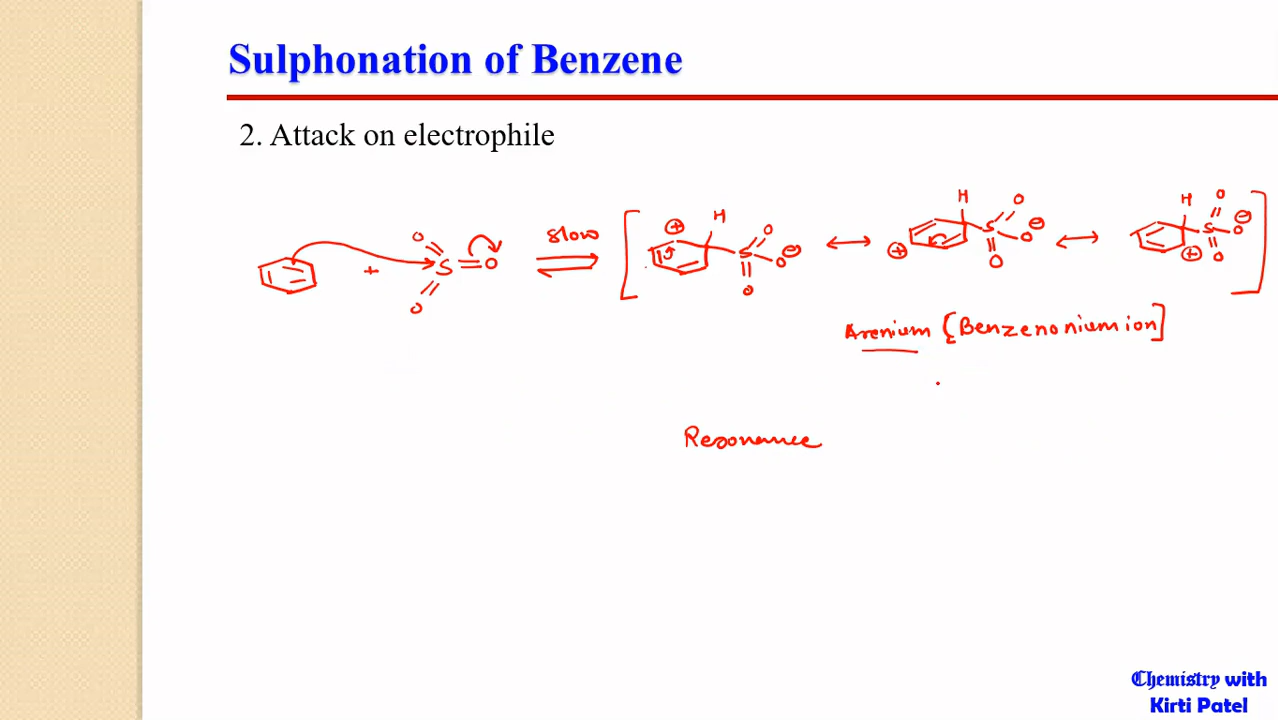 Sulphonation of Benzene
2. Attack on electrophile
+ O S O O slow ⇌ [ ⊕ H S O O ⊖ O ↔ ⊕ H S O O ⊖ O ↔ H ⊕ S O O ⊖ O ]
Arenium [Benzenonium ion]
Resonance
Chemistry with
Kirti Patel